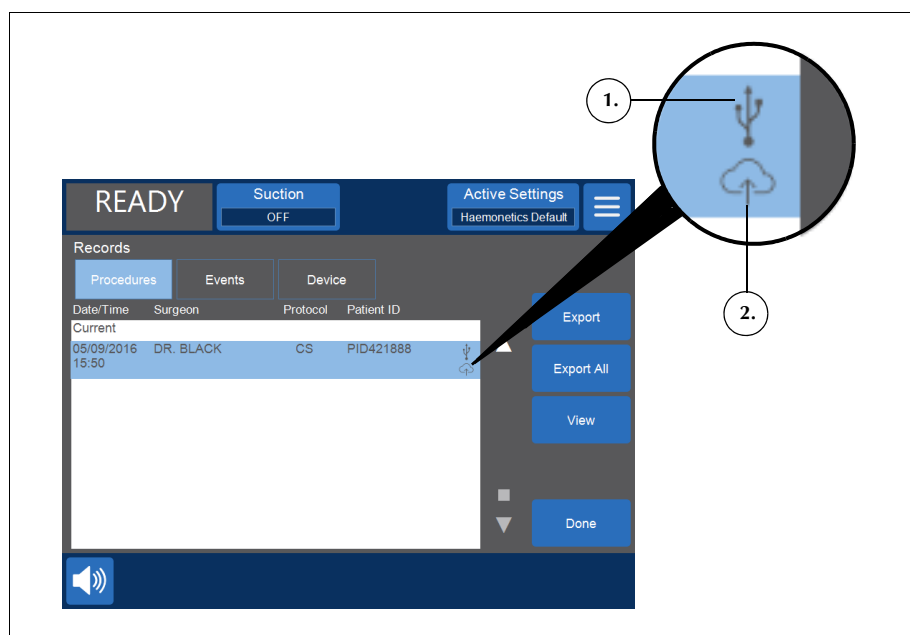 1.
READY
Suction
OFF
Active Settings
Haemonetics Default
Records
Procedures
Events
Device
Date/Time Surgeon Protocol Patient ID
Current
05/09/2016 DR. BLACK CS PID421888
15:50
Export
Export All
View
Done
2.